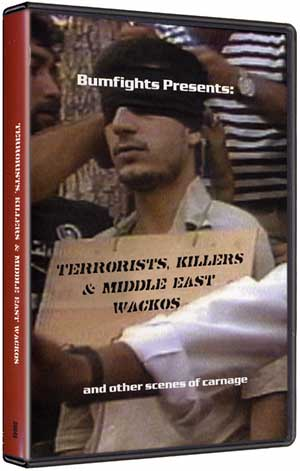 Bumfights Presents:
TERRORISTS, KILLERS
& MIDDLE EAST
WACKOS
and other scenes of carnage
TERRORISTS, KILLERS & MIDDLE EAST WACKOS